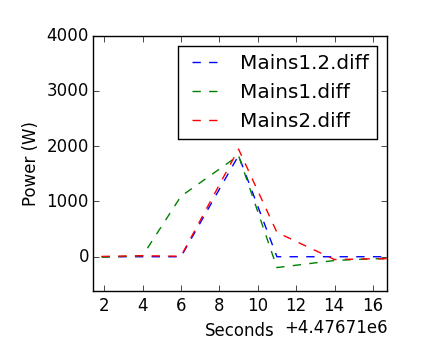 4000
3000
2000
1000
0
Power (W)
Mains1.2.diff
Mains1.diff
Mains2.diff
2 4 6 8 10 12 14 16
Seconds +4.47671e6